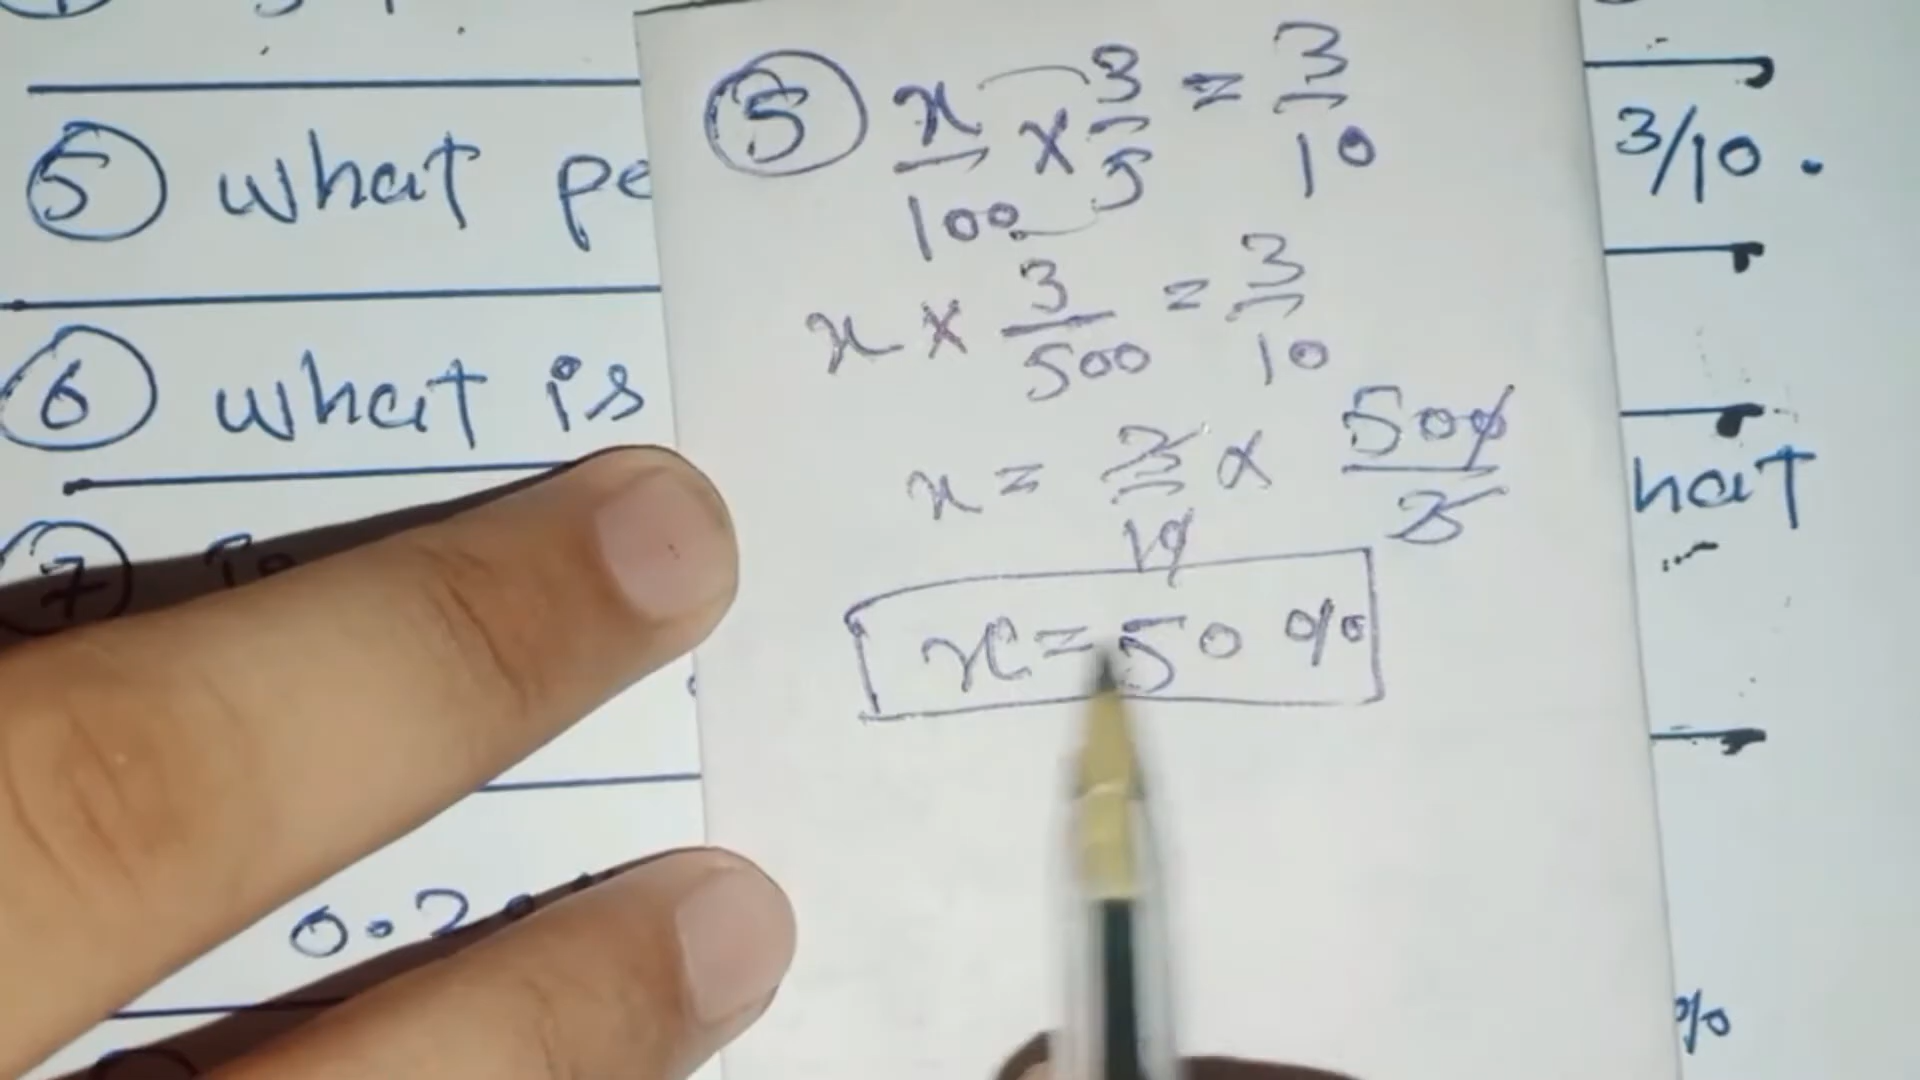 ⑤ what pe
3/10.
⑥ what is
hat
⑦
0.2
%
⑤ x/100 × 3/5 = 3/10
x × 3/500 = 3/10
x = 3/10 × 500/3
x = 50 %